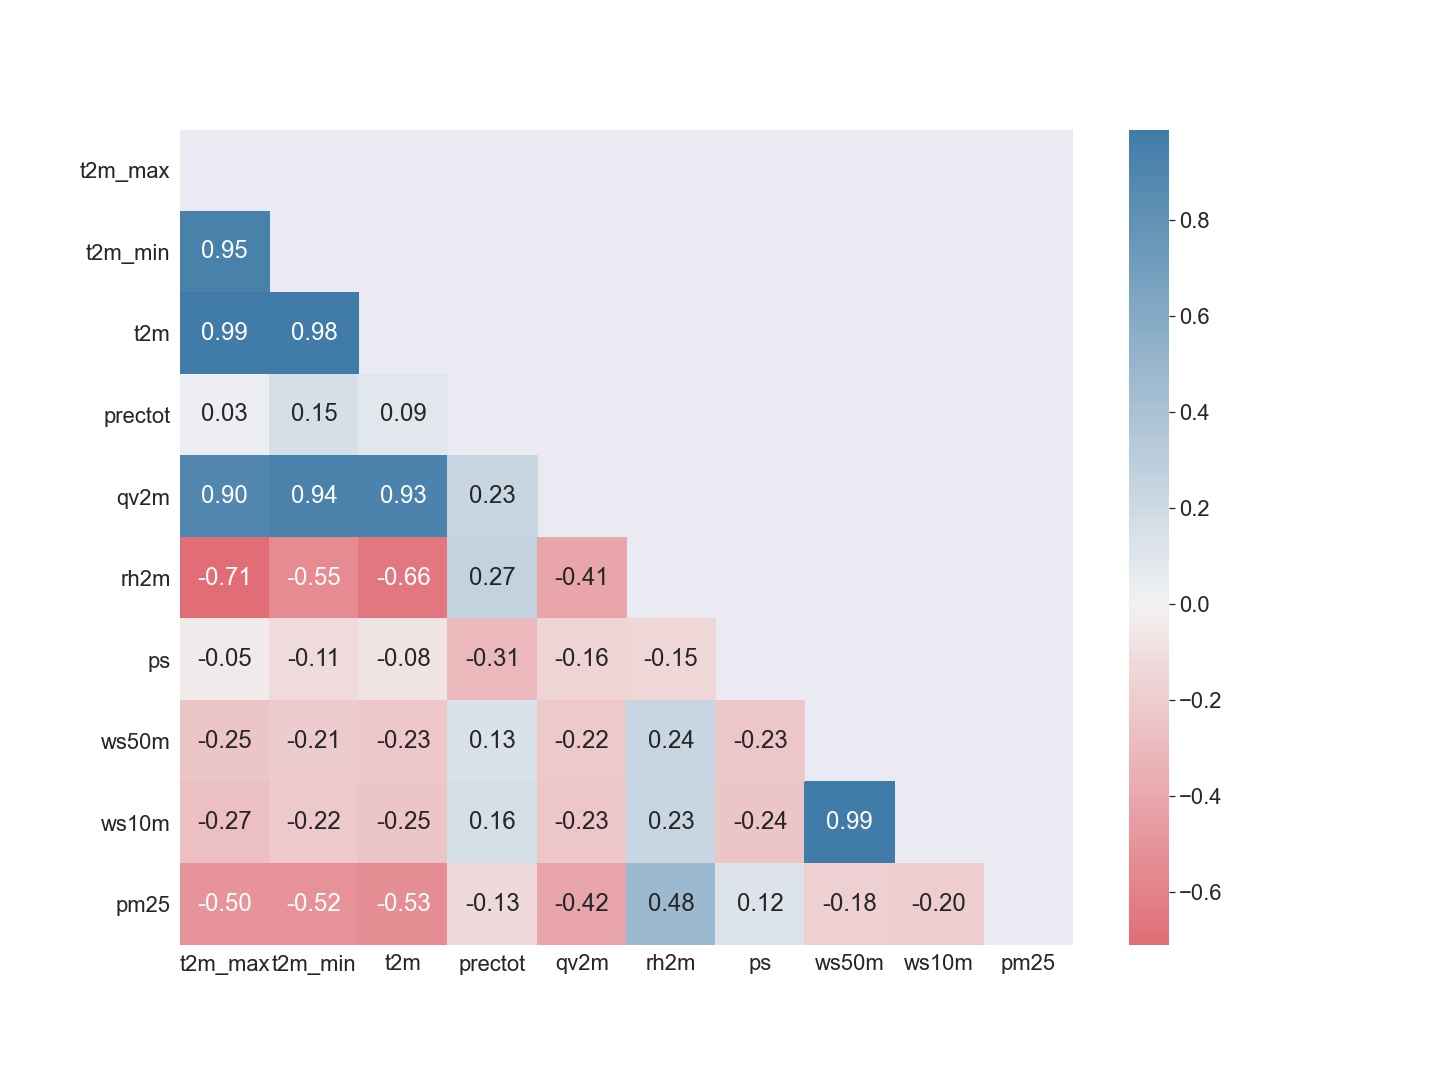 t2m_max
t2m_min 0.95
t2m 0.99 0.98
prectot 0.03 0.15 0.09
qv2m 0.90 0.94 0.93 0.23
rh2m -0.71 -0.55 -0.66 0.27 -0.41
ps -0.05 -0.11 -0.08 -0.31 -0.16 -0.15
ws50m -0.25 -0.21 -0.23 0.13 -0.22 0.24 -0.23
ws10m -0.27 -0.22 -0.25 0.16 -0.23 0.23 -0.24 0.99
pm25 -0.50 -0.52 -0.53 -0.13 -0.42 0.48 0.12 -0.18 -0.20
t2m_max t2m_min t2m prectot qv2m rh2m ps ws50m ws10m pm25
0.8
0.6
0.4
0.2
0.0
−0.2
−0.4
−0.6